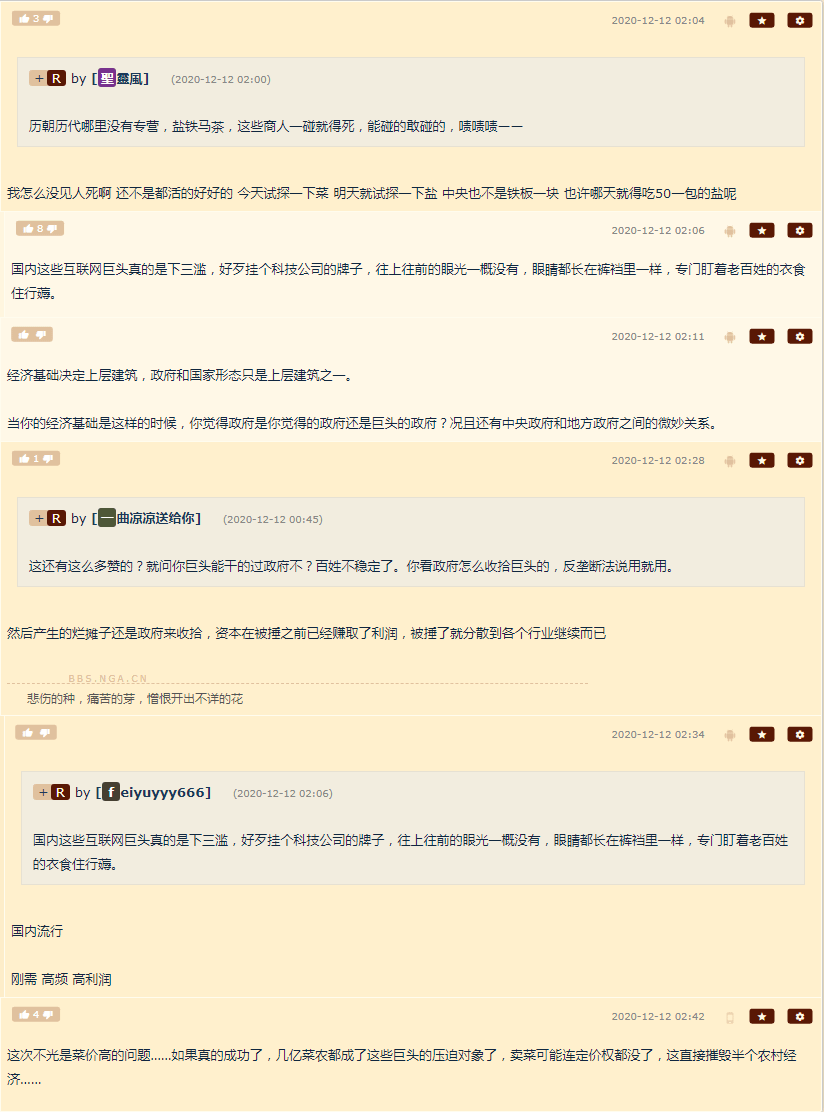 3
2020-12-12 02:04
+ R by [聖靈風] (2020-12-12 02:00)
历朝历代哪里没有专营，盐铁马茶，这些商人一碰就得死，能碰的敢碰的，啧啧啧——
我怎么没见人死啊 还不是都活的好好的 今天试探一下菜 明天就试探一下盐 中央也不是铁板一块 也许哪天就得吃50一包的盐呢
8
2020-12-12 02:06
国内这些互联网巨头真的是下三滥，好歹挂个科技公司的牌子，往上往前的眼光一概没有，眼睛都长在裤裆里一样，专门盯着老百姓的衣食
住行薅。
2020-12-12 02:11
经济基础决定上层建筑，政府和国家形态只是上层建筑之一。
当你的经济基础是这样的时候，你觉得政府是你觉得的政府还是巨头的政府？况且还有中央政府和地方政府之间的微妙关系。
1
2020-12-12 02:28
+ R by [一曲凉凉送给你] (2020-12-12 00:45)
这还有这么多赞的？就问你巨头能干的过政府不？百姓不稳定了。你看政府怎么收拾巨头的，反垄断法说用就用。
然后产生的烂摊子还是政府来收拾，资本在被捶之前已经赚取了利润，被捶了就分散到各个行业继续而已
BBS.NGA.CN
悲伤的种，痛苦的芽，憎恨开出不详的花
2020-12-12 02:34
+ R by [feiyuyyy666] (2020-12-12 02:06)
国内这些互联网巨头真的是下三滥，好歹挂个科技公司的牌子，往上往前的眼光一概没有，眼睛都长在裤裆里一样，专门盯着老百姓
的衣食住行薅。
国内流行
刚需 高频 高利润
4
2020-12-12 02:42
这次不光是菜价高的问题......如果真的成功了，几亿菜农都成了这些巨头的压迫对象了，卖菜可能连定价权都没了，这直接摧毁半个农村经
济......